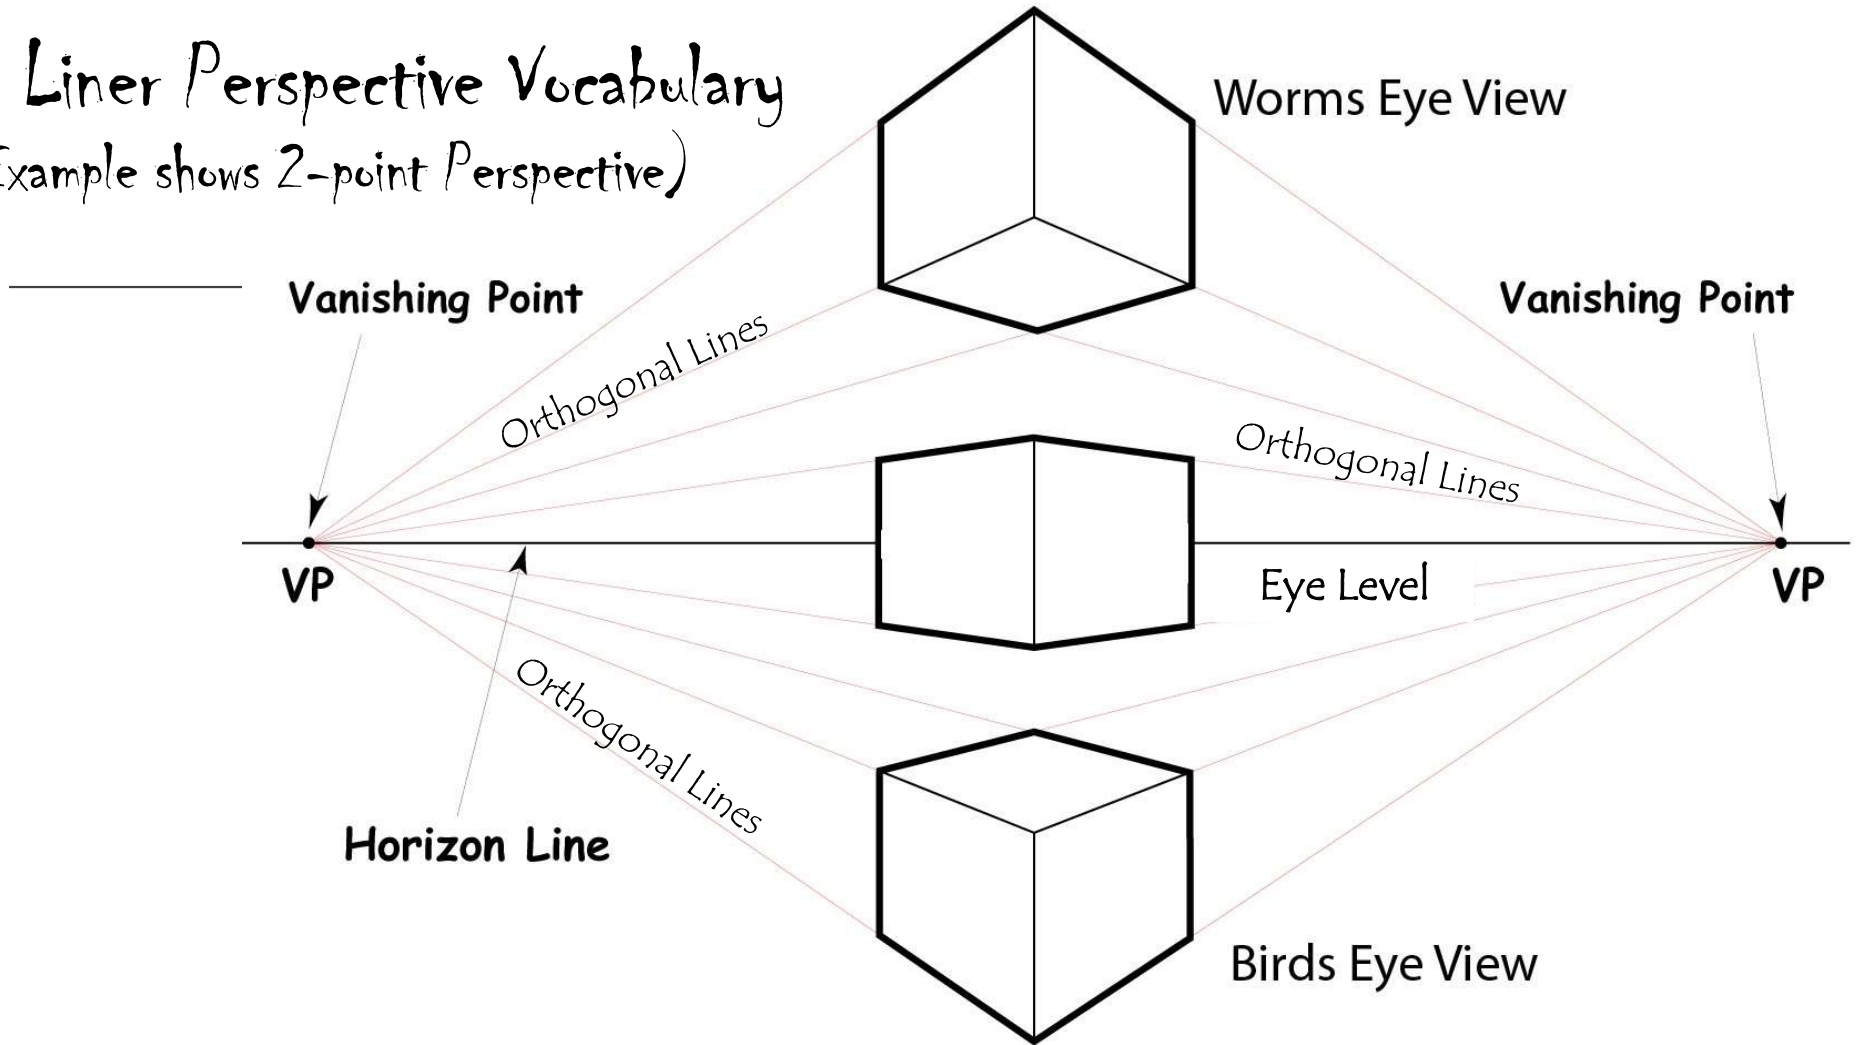 Liner Perspective Vocabulary
Example shows 2-point Perspective)
Worms Eye View
Vanishing Point
Vanishing Point
Orthogonal Lines
Orthogonal Lines
VP
Eye Level
VP
Orthogonal Lines
Horizon Line
Birds Eye View